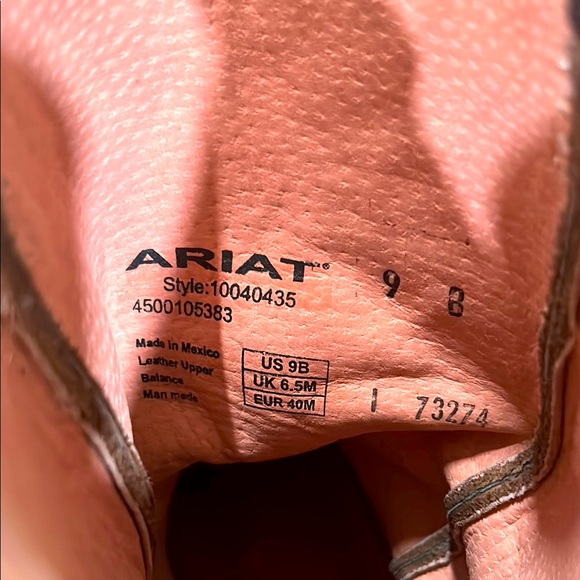 ARIAT®
Style:10040435
4500105383
9 B
Made in Mexico
Leather Upper
Balance
Man made
US 9B
UK 6.5M
EUR 40M
I 73274